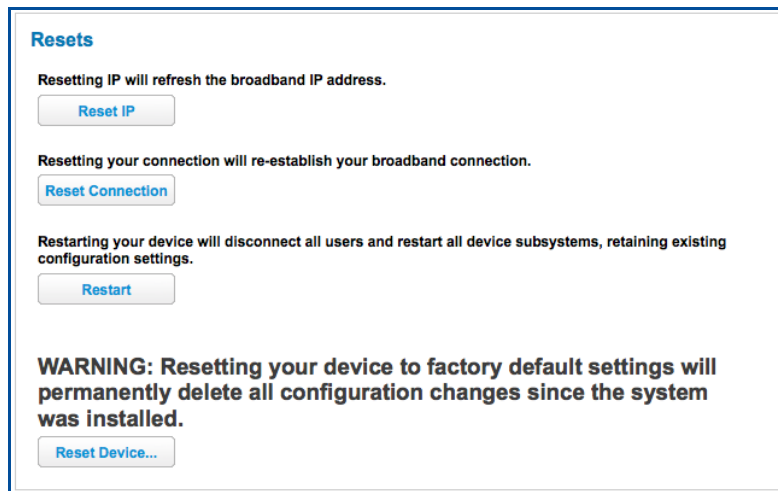 Resets
Resetting IP will refresh the broadband IP address.
Reset IP
Resetting your connection will re-establish your broadband connection.
Reset Connection
Restarting your device will disconnect all users and restart all device subsystems, retaining existing
configuration settings.
Restart
WARNING: Resetting your device to factory default settings will
permanently delete all configuration changes since the system
was installed.
Reset Device...